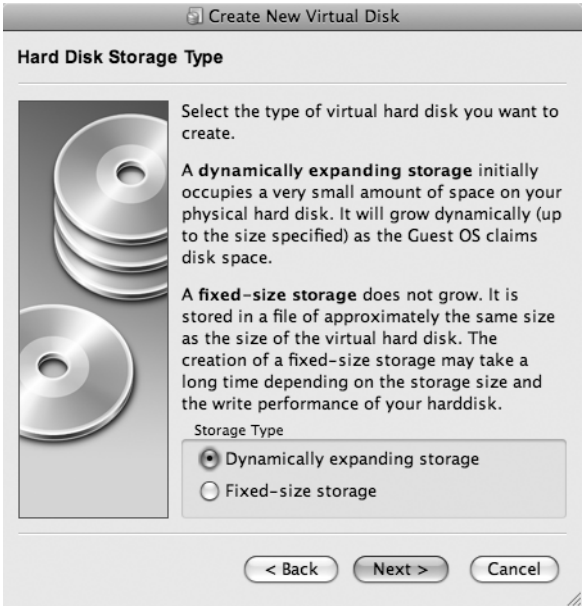 Create New Virtual Disk
Hard Disk Storage Type
Select the type of virtual hard disk you want to
create.
A dynamically expanding storage initially
occupies a very small amount of space on your
physical hard disk. It will grow dynamically (up
to the size specified) as the Guest OS claims
disk space.
A fixed-size storage does not grow. It is
stored in a file of approximately the same size
as the size of the virtual hard disk. The
creation of a fixed-size storage may take a
long time depending on the storage size and
the write performance of your harddisk.
Storage Type
Dynamically expanding storage
Fixed-size storage
< Back Next > Cancel